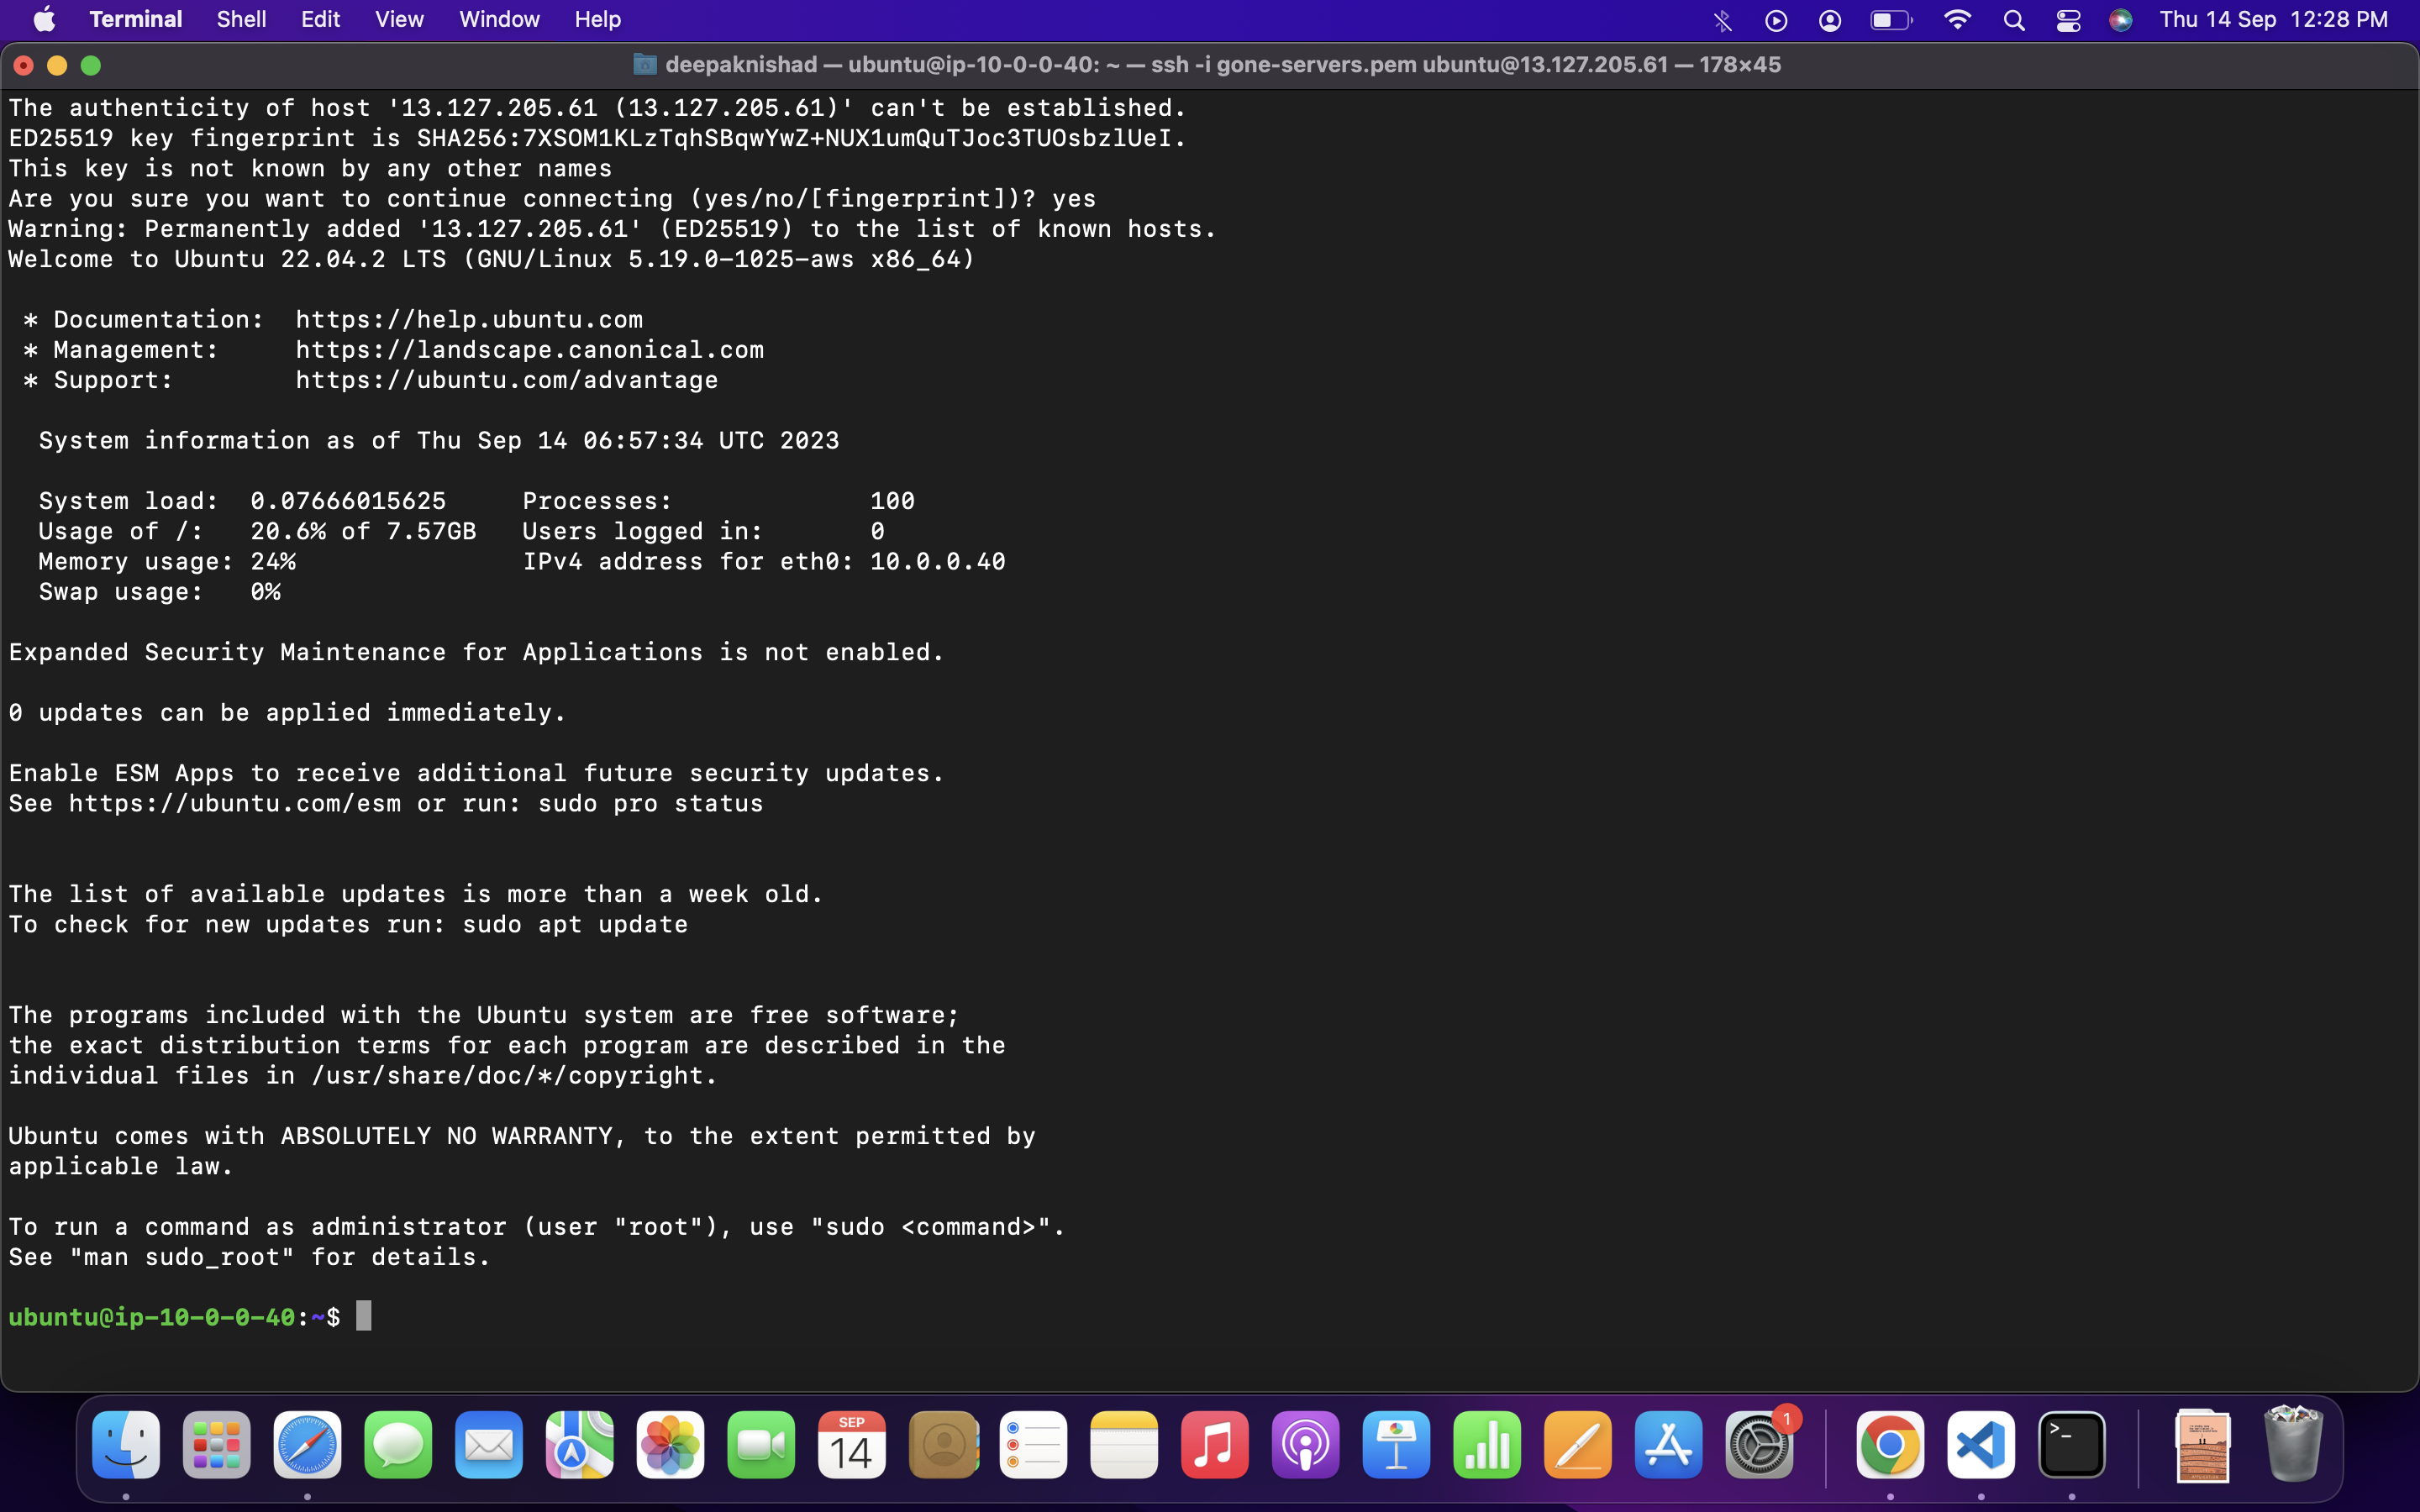 Terminal Shell Edit View Window Help Thu 14 Sep 12:28 PM
deepaknishad — ubuntu@ip-10-0-0-40: ~ — ssh -i gone-servers.pem ubuntu@13.127.205.61 — 178×45
The authenticity of host '13.127.205.61 (13.127.205.61)' can't be established.
ED25519 key fingerprint is SHA256:7XSOM1KLzTqhSBqwYwZ+NUX1umQuTJoc3TUOsbzlUeI.
This key is not known by any other names
Are you sure you want to continue connecting (yes/no/[fingerprint])? yes
Warning: Permanently added '13.127.205.61' (ED25519) to the list of known hosts.
Welcome to Ubuntu 22.04.2 LTS (GNU/Linux 5.19.0-1025-aws x86_64)
* Documentation: https://help.ubuntu.com
* Management: https://landscape.canonical.com
* Support: https://ubuntu.com/advantage
System information as of Thu Sep 14 06:57:34 UTC 2023
System load: 0.07666015625 Processes: 100
Usage of /: 20.6% of 7.57GB Users logged in: 0
Memory usage: 24% IPv4 address for eth0: 10.0.0.40
Swap usage: 0%
Expanded Security Maintenance for Applications is not enabled.
0 updates can be applied immediately.
Enable ESM Apps to receive additional future security updates.
See https://ubuntu.com/esm or run: sudo pro status
The list of available updates is more than a week old.
To check for new updates run: sudo apt update
The programs included with the Ubuntu system are free software;
the exact distribution terms for each program are described in the
individual files in /usr/share/doc/*/copyright.
Ubuntu comes with ABSOLUTELY NO WARRANTY, to the extent permitted by
applicable law.
To run a command as administrator (user "root"), use "sudo <command>".
See "man sudo_root" for details.
ubuntu@ip-10-0-0-40:~$
SEP
14
1
>_